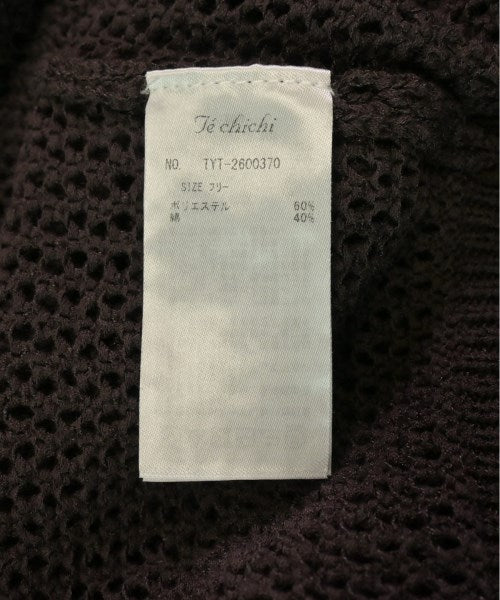 Té chichi
NO. TYT-2600370
SIZE フリー
ポリエステル 60%
綿 40%